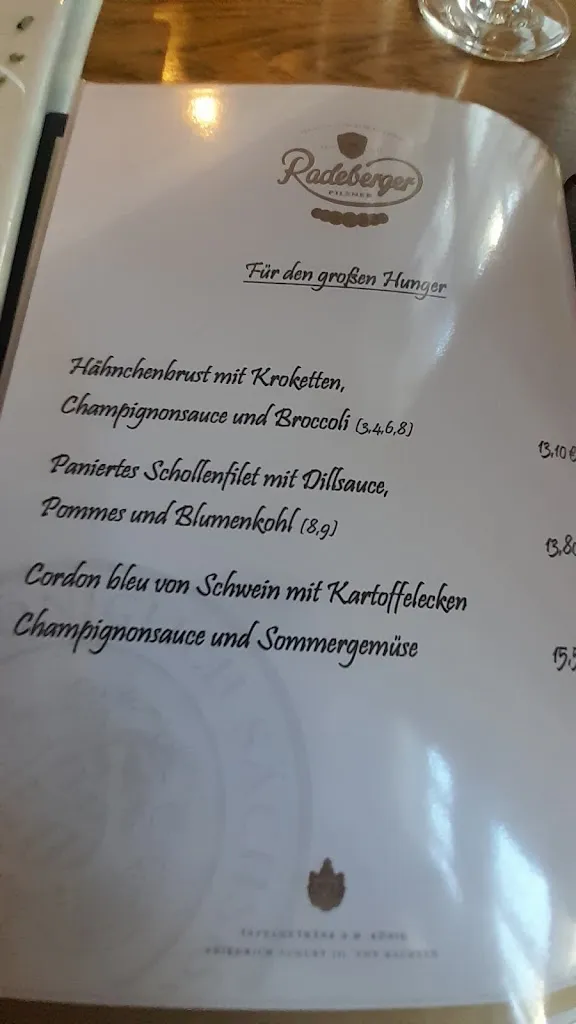 Radeberger
PILSNER
Für den großen Hunger
Hähnchenbrust mit Kroketten,
Champignonsauce und Broccoli (3,4,6,8)
13,10€
Paniertes Schollenfilet mit Dillsauce,
Pommes und Blumenkohl (8,9)
13,80
Cordon bleu von Schwein mit Kartoffelecken
Champignonsauce und Sommergemüse
15,5